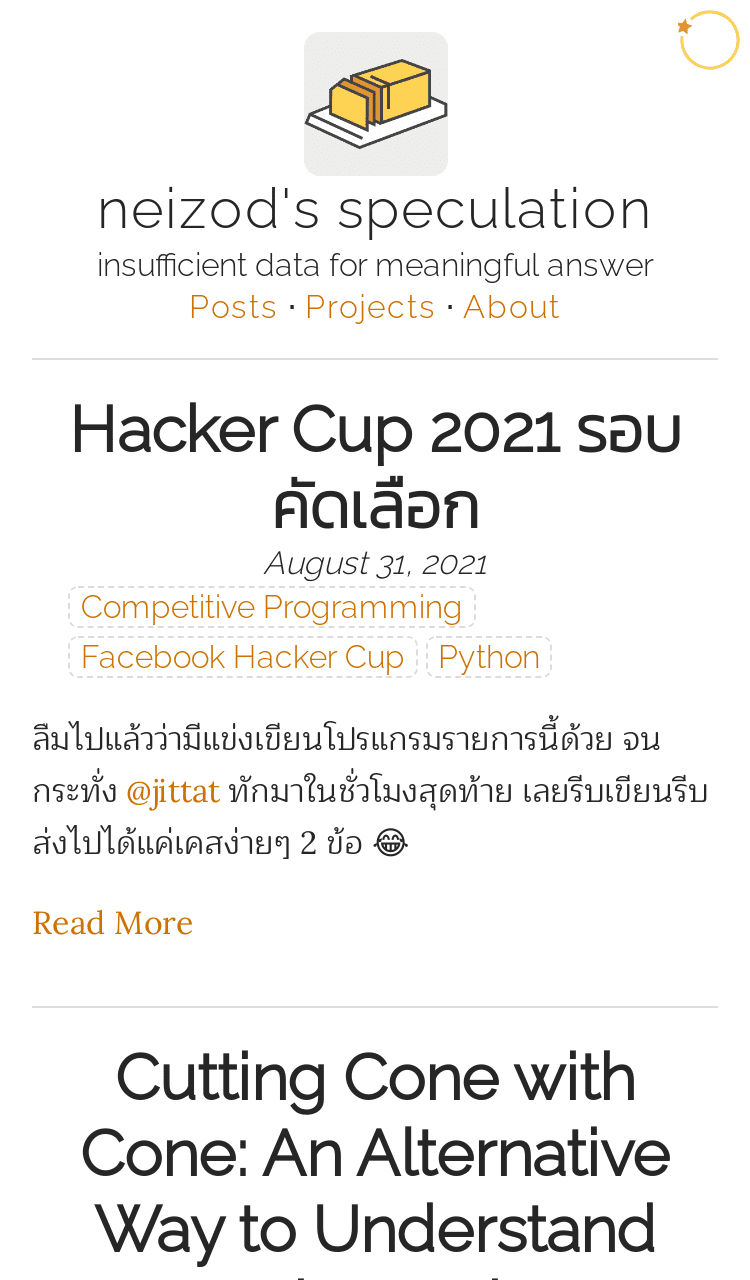 neizod's speculation
insufficient data for meaningful answer
Posts · Projects · About
Hacker Cup 2021 รอบ
คัดเลือก
August 31, 2021
Competitive Programming
Facebook Hacker Cup Python
ลืมไปแล้วว่ามีแข่งเขียนโปรแกรมรายการนี้ด้วย จน
กระทั่ง @jittat ทักมาในชั่วโมงสุดท้าย เลยรีบเขียนรีบ
ส่งไปได้แค่เคสง่ายๆ 2 ข้อ 😂
Read More
Cutting Cone with
Cone: An Alternative
Way to Understand